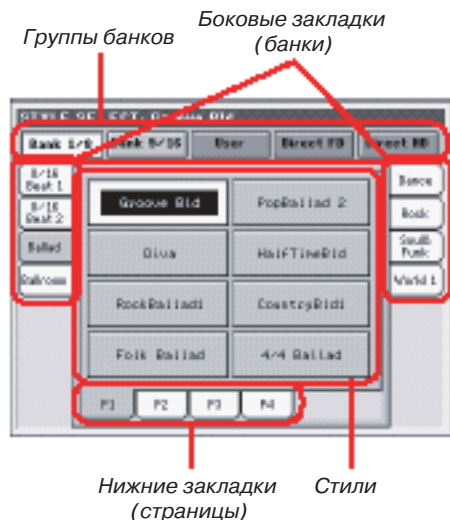 Группы банков
Боковые закладки
(банки)
STYLE SELECT: Groove Bld
Bank 1/8
Bank 9/16
User
Direct FD
Direct HD
8/16
Beat 1
8/16
Beat 2
Ballad
Ballroom
Groove Bld
PopBallad 2
Diva
HalfTimeBld
RockBallad1
CountryBld1
Folk Ballad
4/4 Ballad
Dance
Rock
Soul&
Funk
World 1
P1
P2
P3
P4
Нижние закладки
(страницы)
Стили